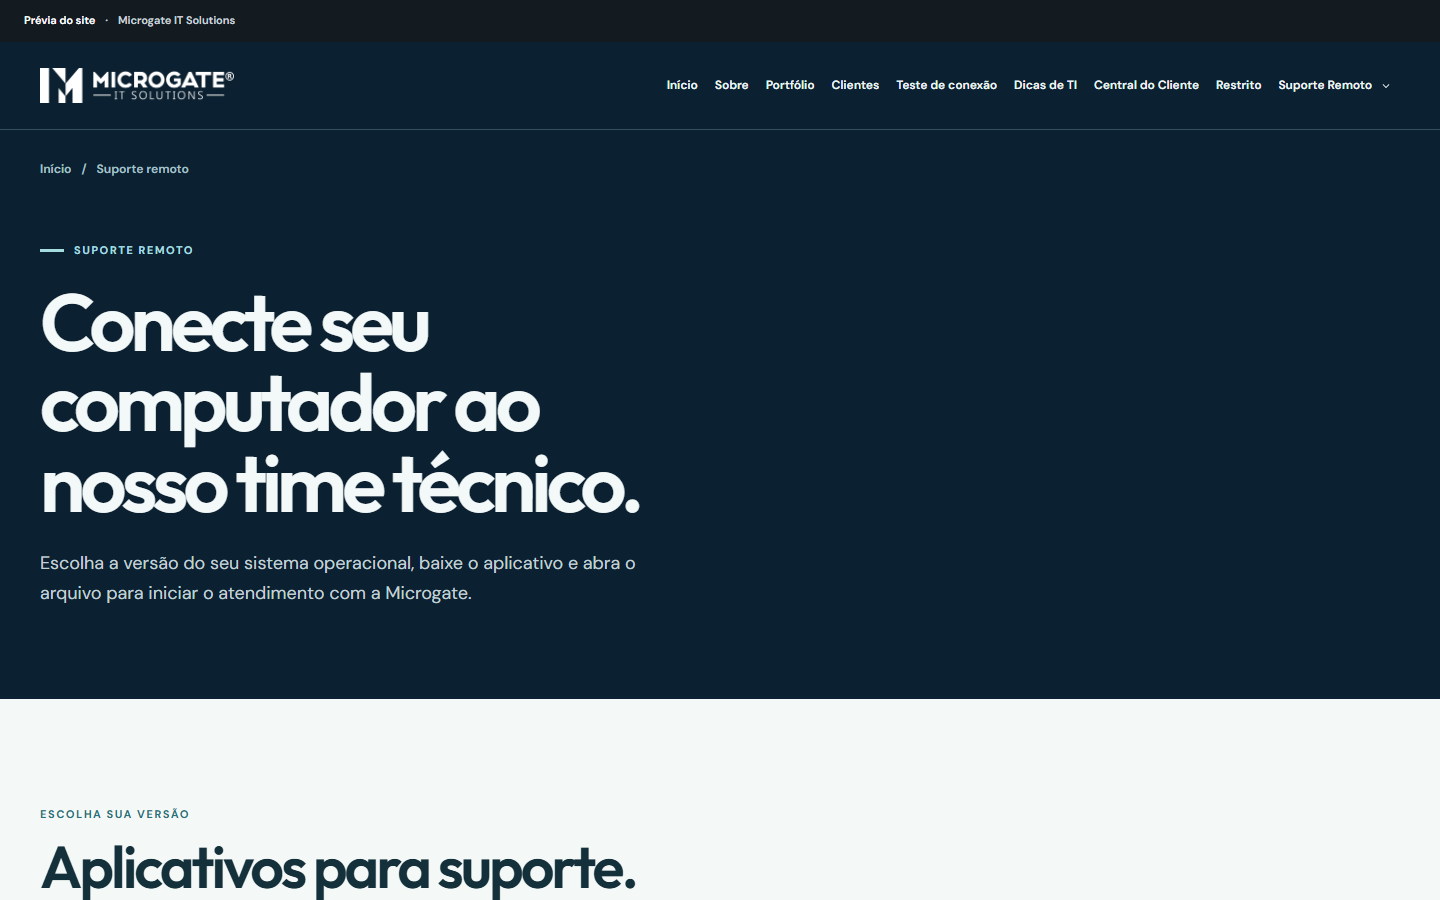 Prévia do site · Microgate IT Solutions
MICROGATE®
IT SOLUTIONS
Início Sobre Portfólio Clientes Teste de conexão Dicas de TI Central do Cliente Restrito Suporte Remoto
Início / Suporte remoto
SUPORTE REMOTO
Conecte seu
computador ao
nosso time técnico.
Escolha a versão do seu sistema operacional, baixe o aplicativo e abra o
arquivo para iniciar o atendimento com a Microgate.
ESCOLHA SUA VERSÃO
Aplicativos para suporte.